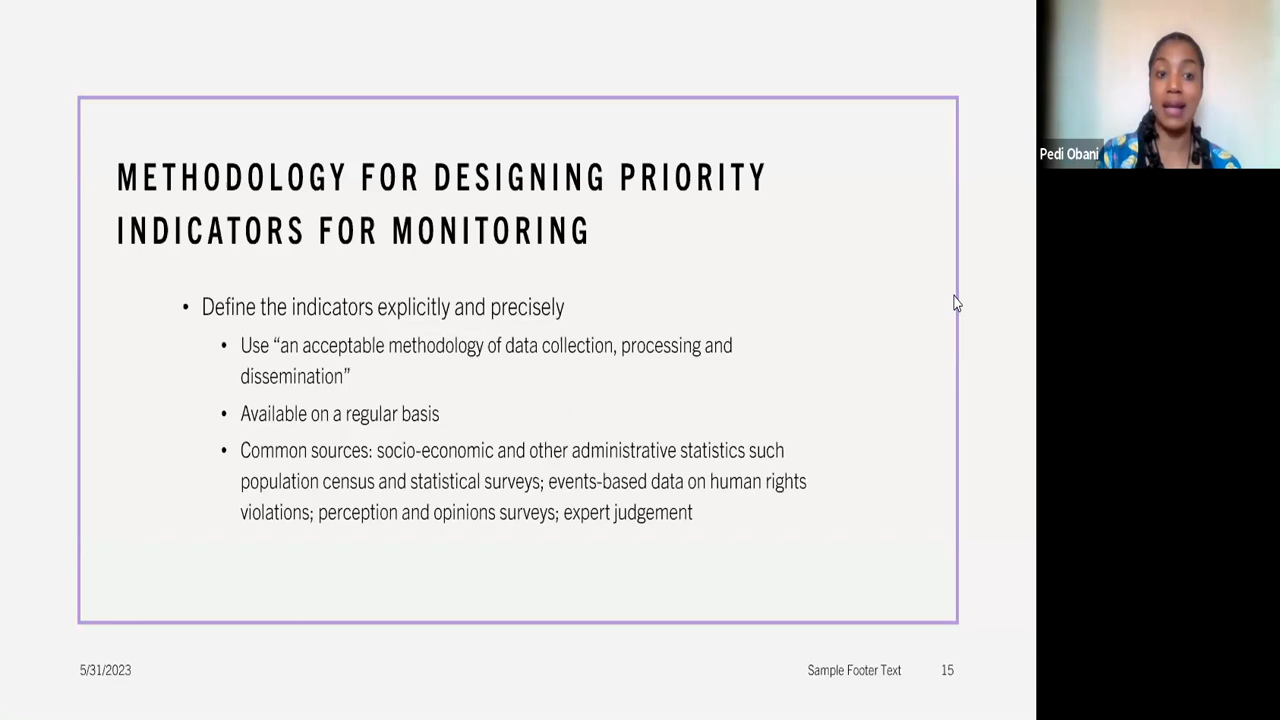 METHODOLOGY FOR DESIGNING PRIORITY
INDICATORS FOR MONITORING
• Define the indicators explicitly and precisely
• Use “an acceptable methodology of data collection, processing and
dissemination”
• Available on a regular basis
• Common sources: socio-economic and other administrative statistics such
population census and statistical surveys; events-based data on human rights
violations; perception and opinions surveys; expert judgement
5/31/2023
Sample Footer Text
15
Pedi Obani